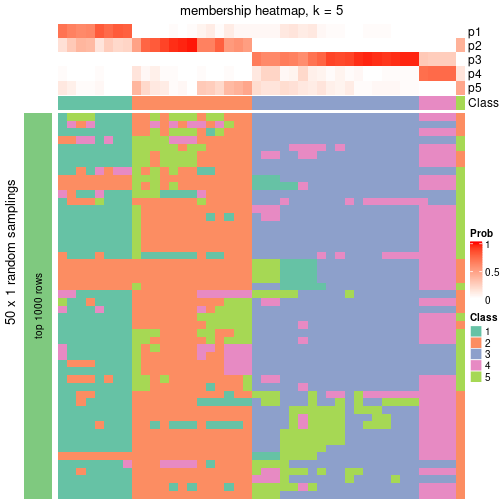 membership heatmap, k = 5
p1
p2
p3
p4
p5
Class
50 x 1 random samplings
top 1000 rows
Prob
1
0.5
0
Class
1
2
3
4
5